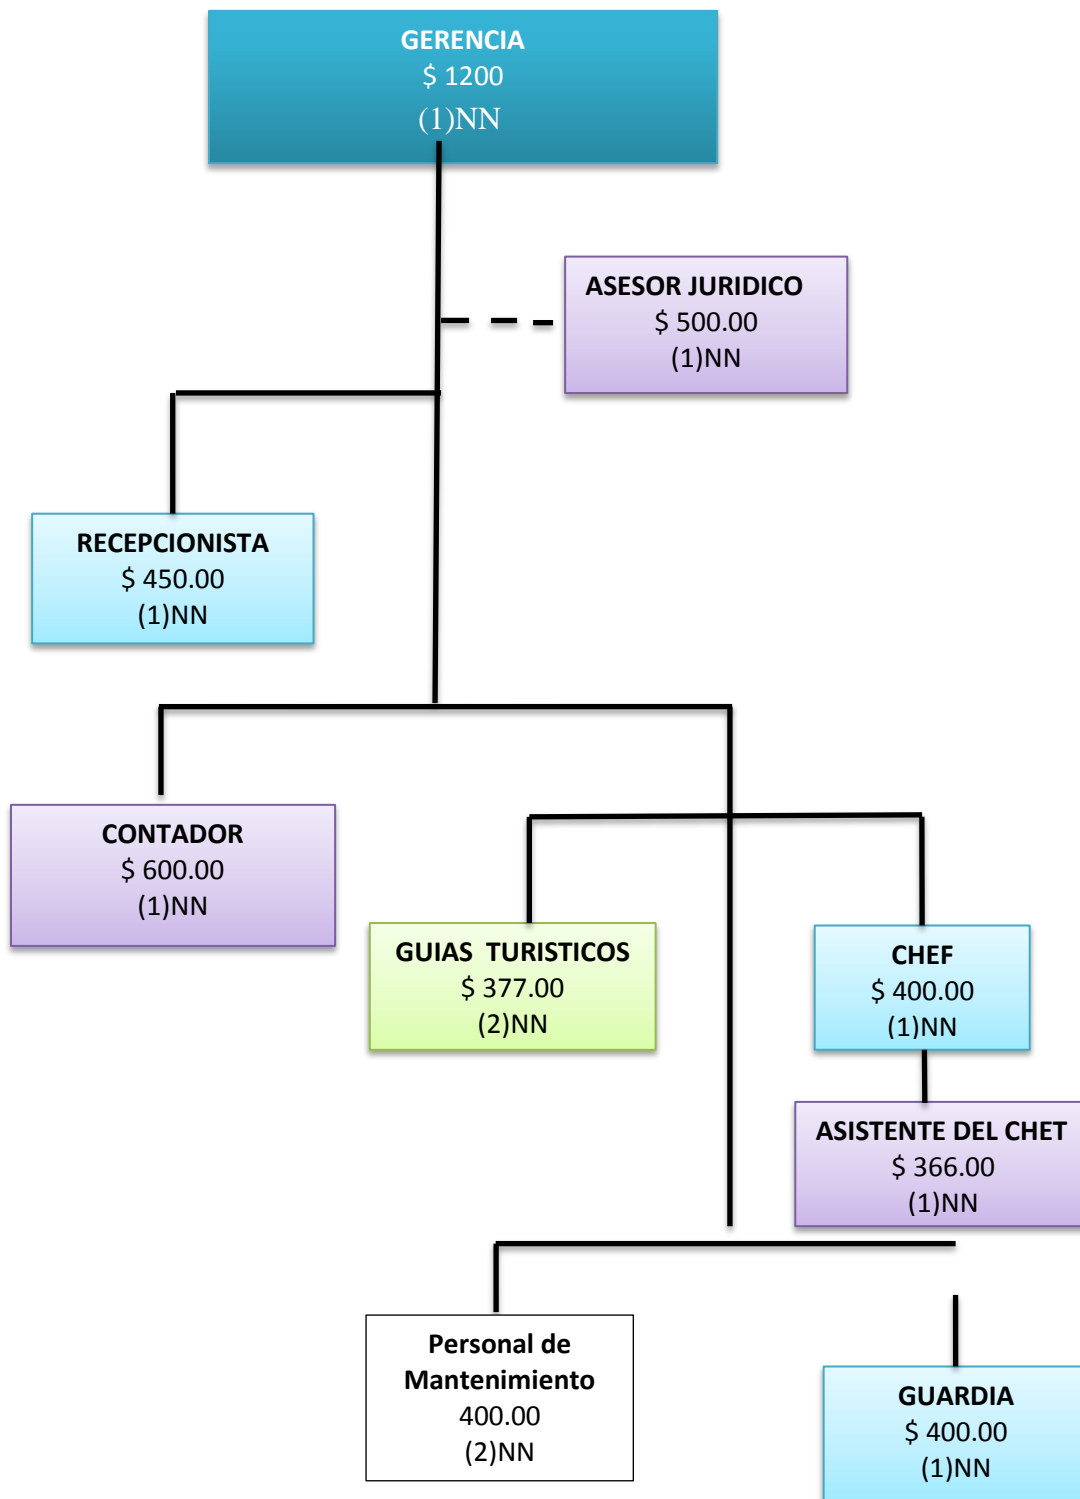 GERENCIA
$ 1200
(1)NN
ASESOR JURIDICO
$ 500.00
(1)NN
RECEPCIONISTA
$ 450.00
(1)NN
CONTADOR
$ 600.00
(1)NN
GUIAS  TURISTICOS
$ 377.00
(2)NN
CHEF
$ 400.00
(1)NN
ASISTENTE DEL CHET
$ 366.00
(1)NN
Personal de
Mantenimiento
400.00
(2)NN
GUARDIA
$ 400.00
(1)NN